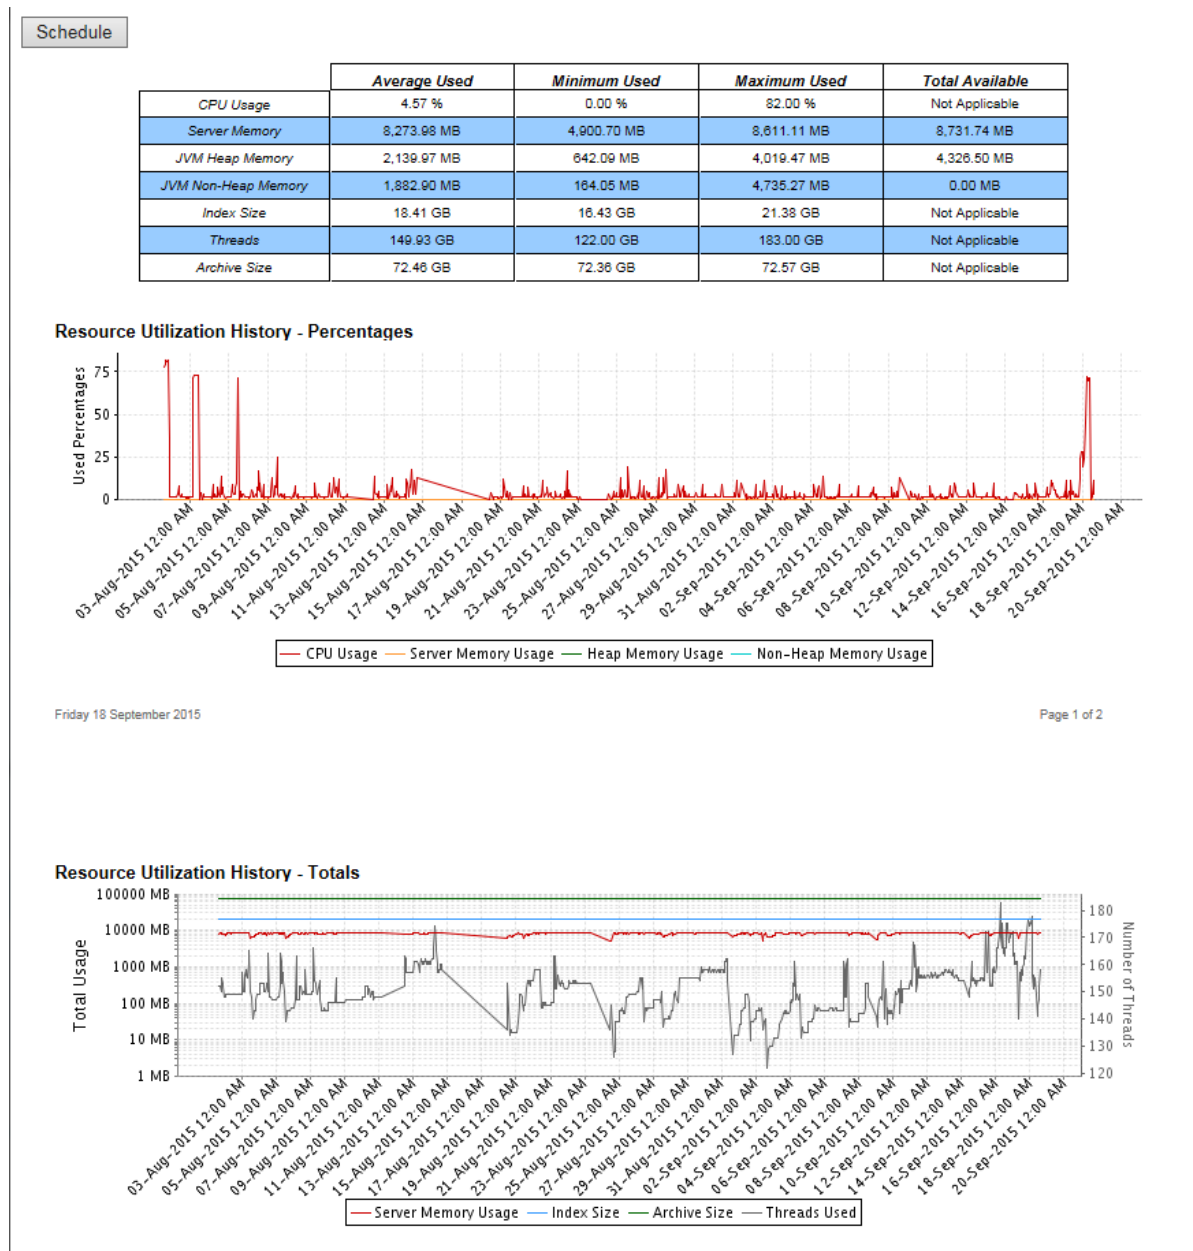 Schedule
Average Used Minimum Used Maximum Used Total Available
CPU Usage 4.57 % 0.00 % 82.00 % Not Applicable
Server Memory 8,273.98 MB 4,900.70 MB 8,611.11 MB 8,731.74 MB
JVM Heap Memory 2,139.97 MB 642.09 MB 4,019.47 MB 4,326.50 MB
JVM Non-Heap Memory 1,882.90 MB 164.05 MB 4,735.27 MB 0.00 MB
Index Size 18.41 GB 16.43 GB 21.38 GB Not Applicable
Threads 149.93 GB 122.00 GB 183.00 GB Not Applicable
Archive Size 72.46 GB 72.36 GB 72.57 GB Not Applicable
Resource Utilization History - Percentages
Used Percentages
75
50
25
0
03-Aug-2015 12:00 AM
05-Aug-2015 12:00 AM
07-Aug-2015 12:00 AM
09-Aug-2015 12:00 AM
11-Aug-2015 12:00 AM
13-Aug-2015 12:00 AM
15-Aug-2015 12:00 AM
17-Aug-2015 12:00 AM
19-Aug-2015 12:00 AM
21-Aug-2015 12:00 AM
23-Aug-2015 12:00 AM
25-Aug-2015 12:00 AM
27-Aug-2015 12:00 AM
29-Aug-2015 12:00 AM
31-Aug-2015 12:00 AM
02-Sep-2015 12:00 AM
04-Sep-2015 12:00 AM
06-Sep-2015 12:00 AM
08-Sep-2015 12:00 AM
10-Sep-2015 12:00 AM
12-Sep-2015 12:00 AM
14-Sep-2015 12:00 AM
16-Sep-2015 12:00 AM
18-Sep-2015 12:00 AM
20-Sep-2015 12:00 AM
CPU Usage Server Memory Usage Heap Memory Usage Non-Heap Memory Usage
Friday 18 September 2015 Page 1 of 2
Resource Utilization History - Totals
Total Usage
100000 MB
10000 MB
1000 MB
100 MB
10 MB
1 MB
180
170
160
150
140
130
120
Number of Threads
03-Aug-2015 12:00 AM
05-Aug-2015 12:00 AM
07-Aug-2015 12:00 AM
09-Aug-2015 12:00 AM
11-Aug-2015 12:00 AM
13-Aug-2015 12:00 AM
15-Aug-2015 12:00 AM
17-Aug-2015 12:00 AM
19-Aug-2015 12:00 AM
21-Aug-2015 12:00 AM
23-Aug-2015 12:00 AM
25-Aug-2015 12:00 AM
27-Aug-2015 12:00 AM
29-Aug-2015 12:00 AM
31-Aug-2015 12:00 AM
02-Sep-2015 12:00 AM
04-Sep-2015 12:00 AM
06-Sep-2015 12:00 AM
08-Sep-2015 12:00 AM
10-Sep-2015 12:00 AM
12-Sep-2015 12:00 AM
14-Sep-2015 12:00 AM
16-Sep-2015 12:00 AM
18-Sep-2015 12:00 AM
20-Sep-2015 12:00 AM
Server Memory Usage Index Size Archive Size Threads Used